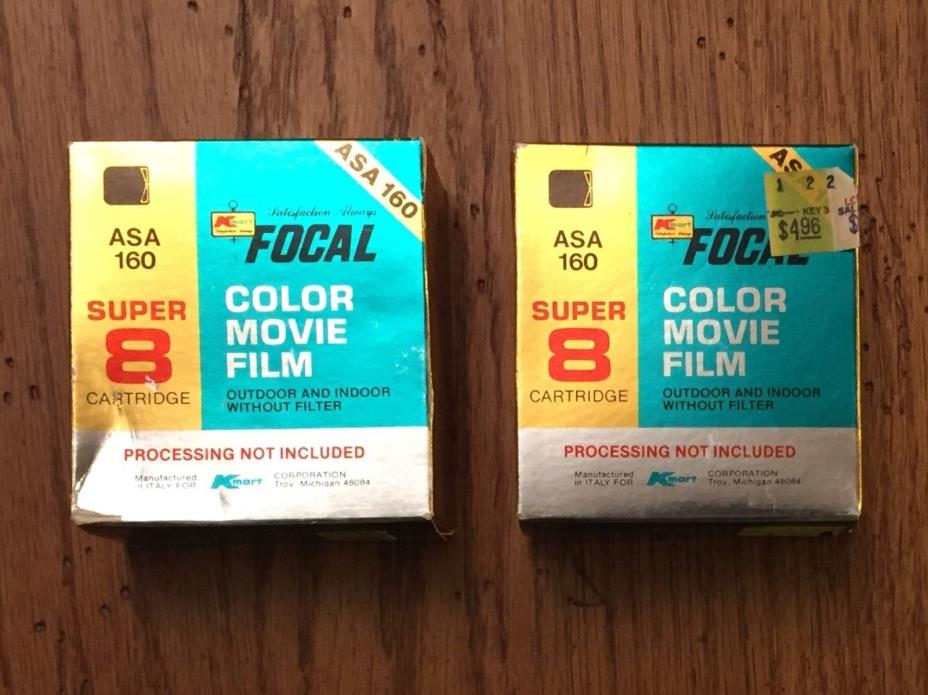 ASA 160
Kmart
Satisfaction Always
FOCAL
ASA
160
SUPER
8
CARTRIDGE
COLOR
MOVIE
FILM
OUTDOOR AND INDOOR
WITHOUT FILTER
PROCESSING NOT INCLUDED
Manufactured
in ITALY FOR
Kmart
CORPORATION
Troy, Michigan 48084
AS
1 2 2
KEY 3
$4.96
SAL
$
Kmart
Satisfaction
FOCAL
ASA
160
SUPER
8
CARTRIDGE
COLOR
MOVIE
FILM
OUTDOOR AND INDOOR
WITHOUT FILTER
PROCESSING NOT INCLUDED
Manufactured
in ITALY FOR
Kmart
CORPORATION
Troy, Michigan 48084